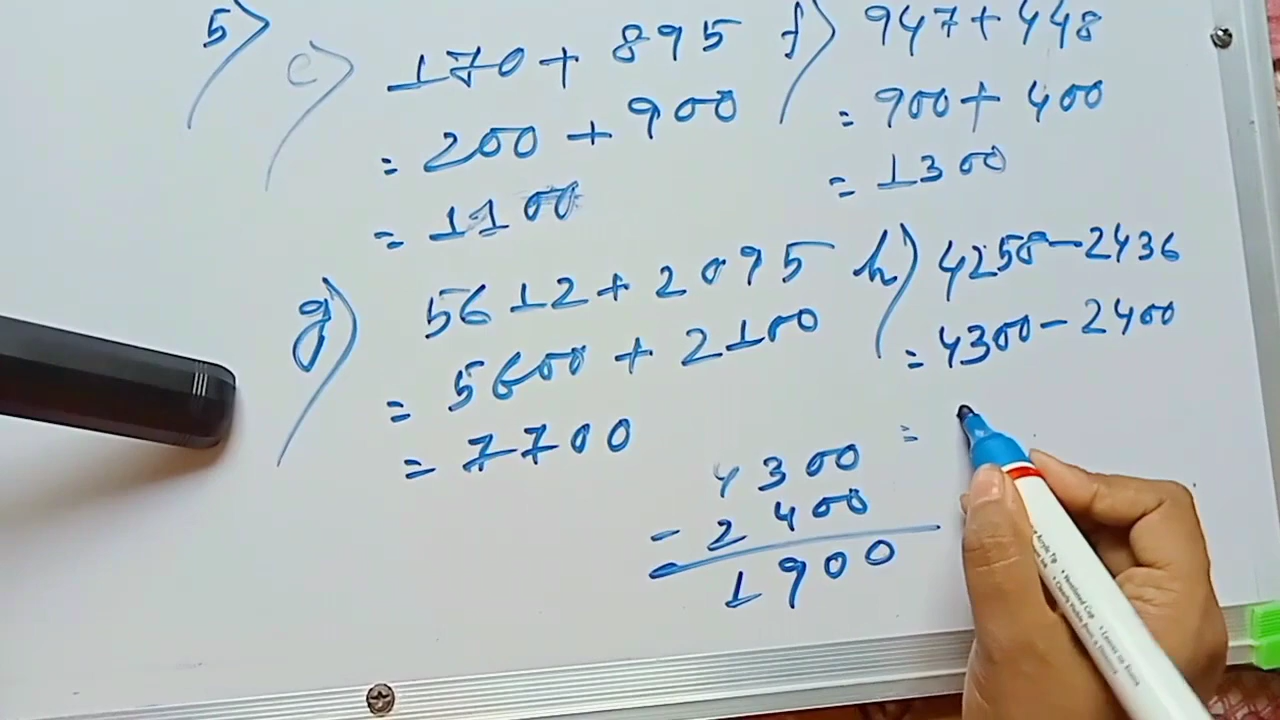 5)
e) 170 + 895
= 200 + 900
= 1100
f) 947 + 448
= 900 + 400
= 1300
g) 5612 + 2095
= 5600 + 2100
= 7700
h) 4258 - 2436
= 4300 - 2400
=
4300
- 2400
1900